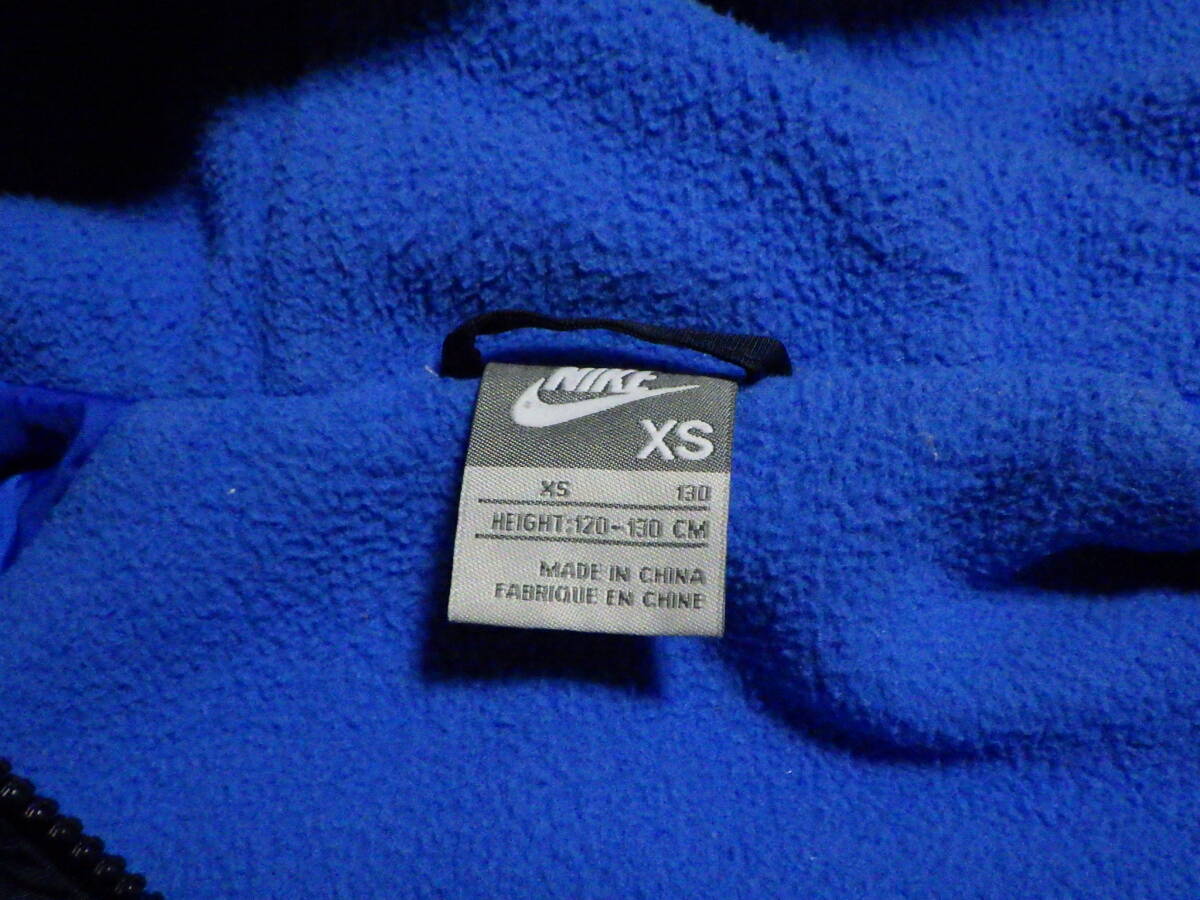 NIKE
XS
XS 130
HEIGHT:120-130 CM
MADE IN CHINA
FABRIQUE EN CHINE